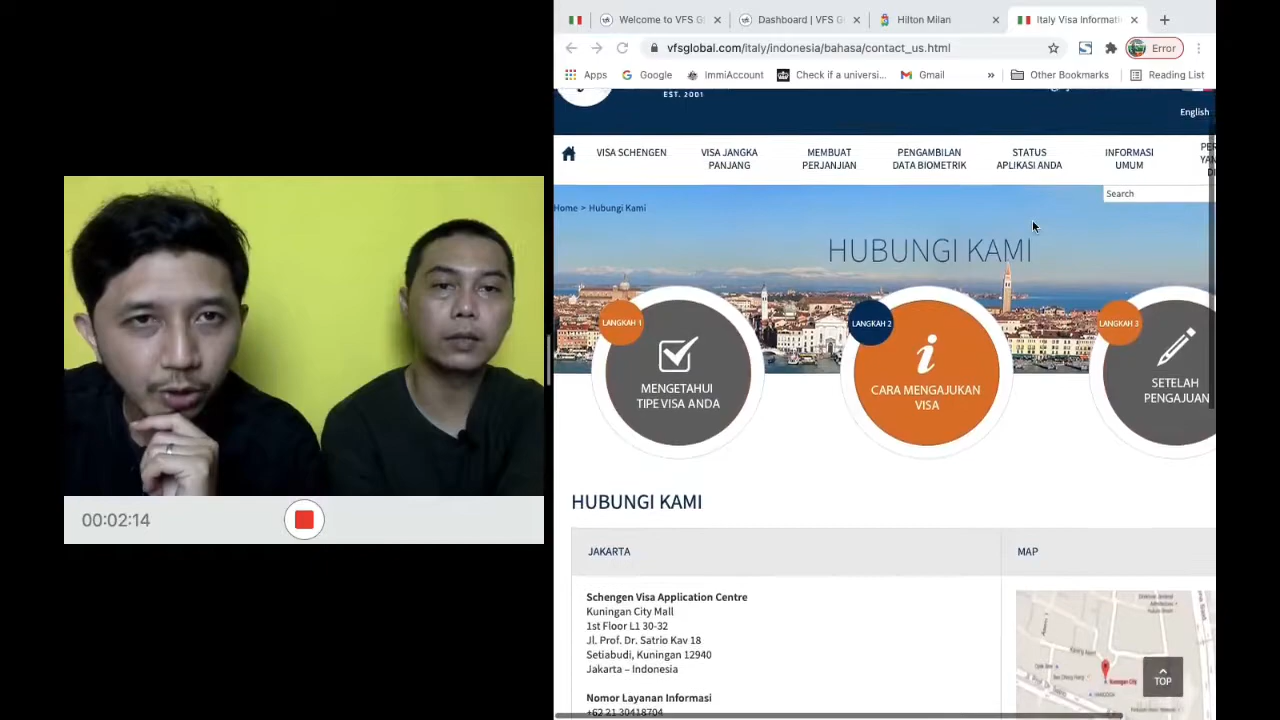 Welcome to VFS G
Dashboard | VFS G
Hilton Milan
Italy Visa Informati
vfsglobal.com/italy/indonesia/bahasa/contact_us.html
Error
Apps
Google
ImmiAccount
Check if a universi...
Gmail
»
Other Bookmarks
Reading List
EST. 2001
English
VISA SCHENGEN
VISA JANGKA
PANJANG
MEMBUAT
PERJANJIAN
PENGAMBILAN
DATA BIOMETRIK
STATUS
APLIKASI ANDA
INFORMASI
UMUM
Search
Home > Hubungi Kami
HUBUNGI KAMI
LANGKAH 1
MENGETAHUI
TIPE VISA ANDA
LANGKAH 2
CARA MENGAJUKAN
VISA
LANGKAH 3
SETELAH
PENGAJUAN
HUBUNGI KAMI
JAKARTA
MAP
Schengen Visa Application Centre
Kuningan City Mall
1st Floor L1 30-32
Jl. Prof. Dr. Satrio Kav 18
Setiabudi, Kuningan 12940
Jakarta – Indonesia
Nomor Layanan Informasi
+62 21 30418704
Kuningan City
TOP
00:02:14